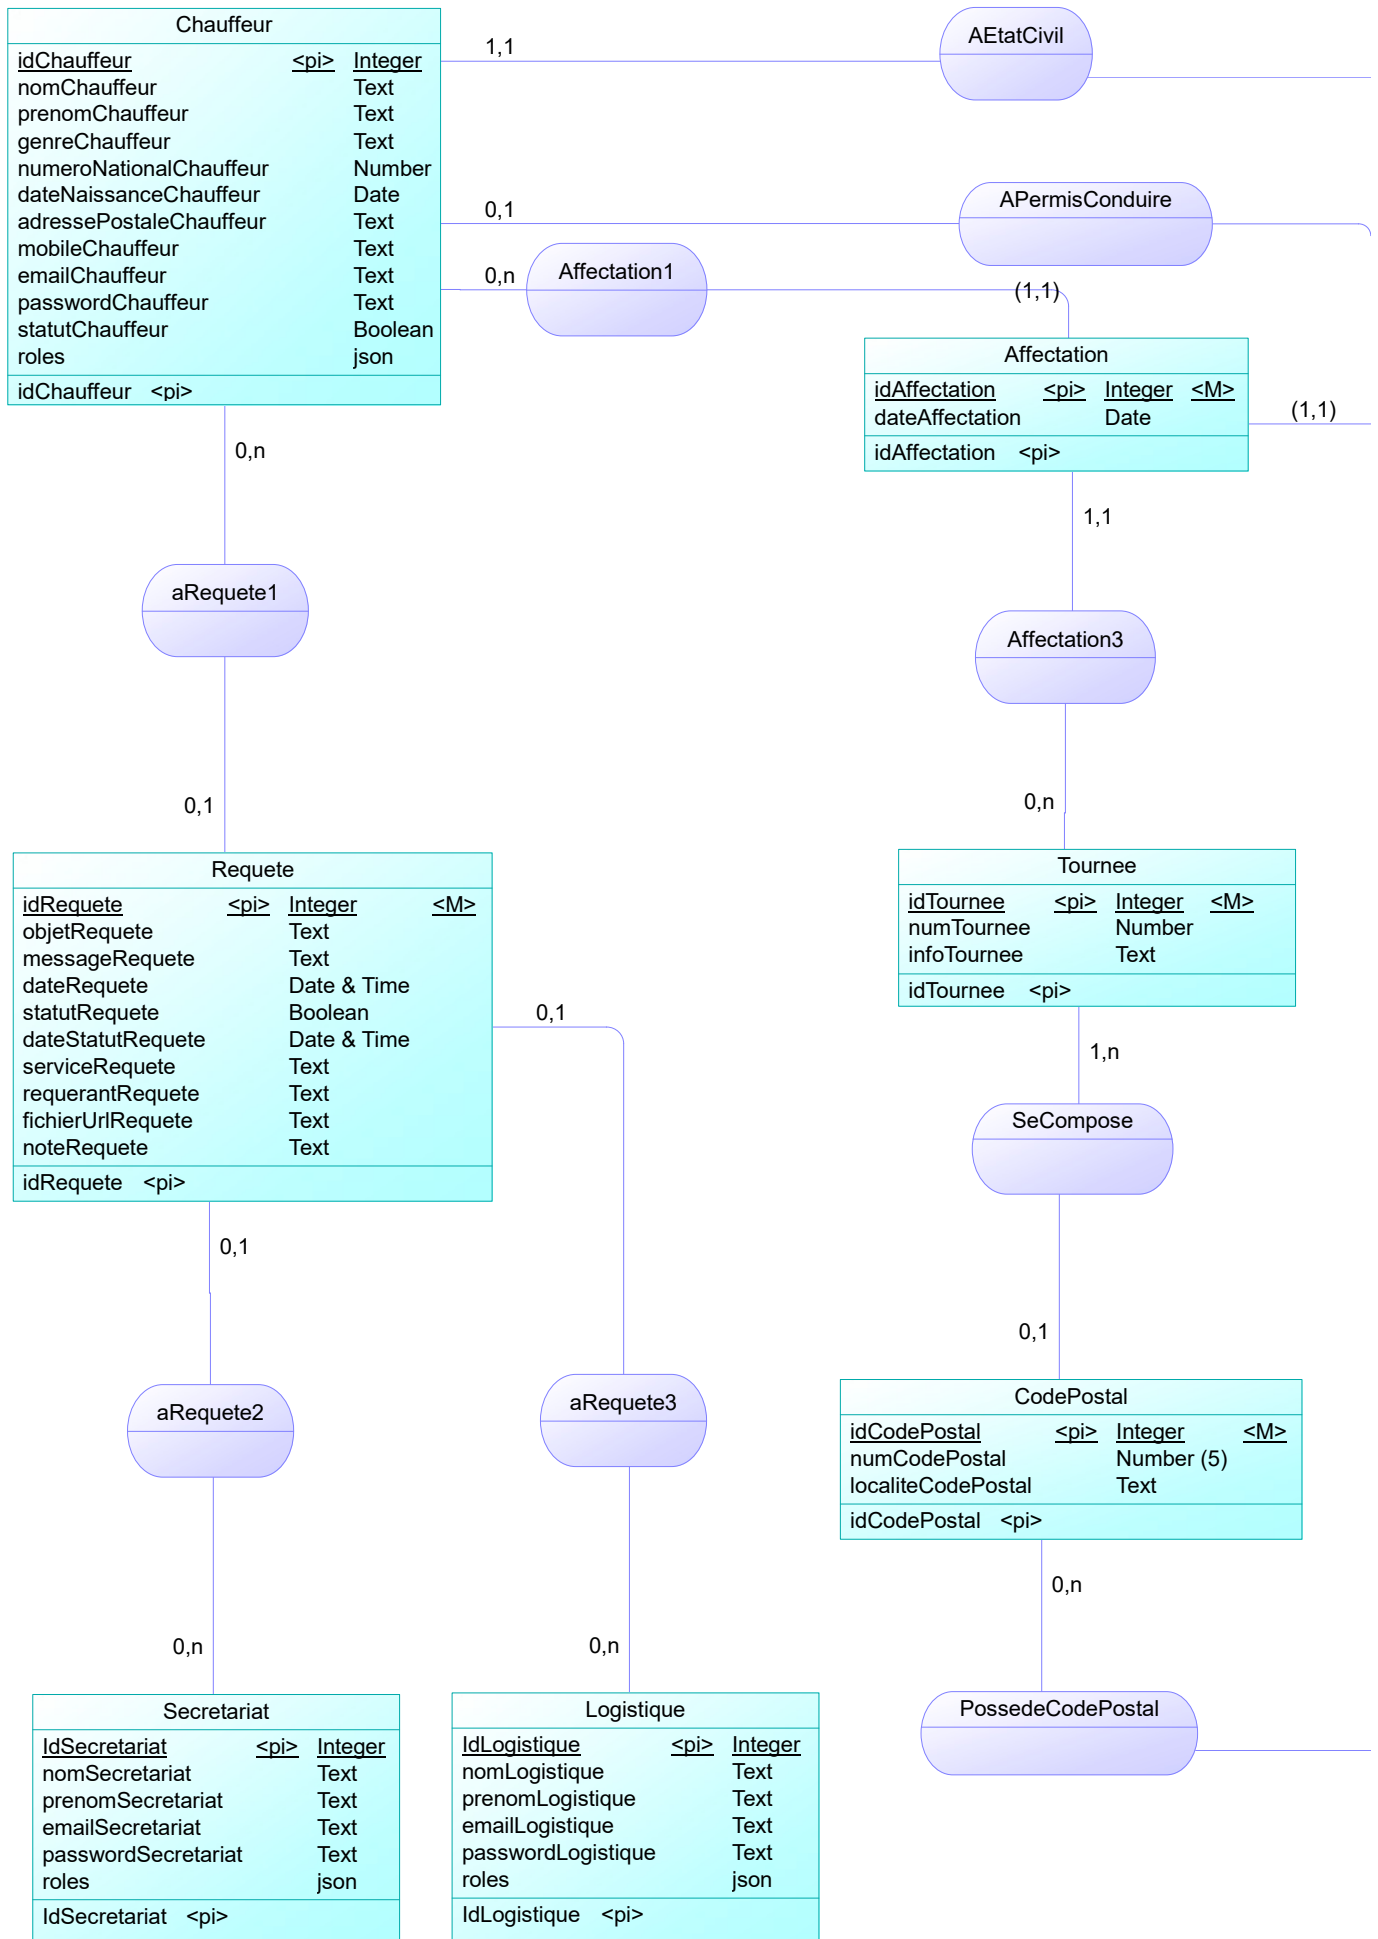 Chauffeur
idChauffeur <pi> Integer
nomChauffeur Text
prenomChauffeur Text
genreChauffeur Text
numeroNationalChauffeur Number
dateNaissanceChauffeur Date
adressePostaleChauffeur Text
mobileChauffeur Text
emailChauffeur Text
passwordChauffeur Text
statutChauffeur Boolean
roles json
idChauffeur <pi>
1,1
AEtatCivil
0,1
APermisConduire
0,n
Affectation1
(1,1)
Affectation
idAffectation <pi> Integer <M>
dateAffectation Date
idAffectation <pi>
(1,1)
0,n
1,1
aRequete1
Affectation3
0,1
0,n
Requete
idRequete <pi> Integer <M>
objetRequete Text
messageRequete Text
dateRequete Date & Time
statutRequete Boolean
dateStatutRequete Date & Time
serviceRequete Text
requerantRequete Text
fichierUrlRequete Text
noteRequete Text
idRequete <pi>
0,1
Tournee
idTournee <pi> Integer <M>
numTournee Number
infoTournee Text
idTournee <pi>
1,n
SeCompose
0,1
0,1
aRequete2
aRequete3
CodePostal
idCodePostal <pi> Integer <M>
numCodePostal Number (5)
localiteCodePostal Text
idCodePostal <pi>
0,n
0,n
0,n
PossedeCodePostal
Secretariat
IdSecretariat <pi> Integer
nomSecretariat Text
prenomSecretariat Text
emailSecretariat Text
passwordSecretariat Text
roles json
IdSecretariat <pi>
Logistique
IdLogistique <pi> Integer
nomLogistique Text
prenomLogistique Text
emailLogistique Text
passwordLogistique Text
roles json
IdLogistique <pi>